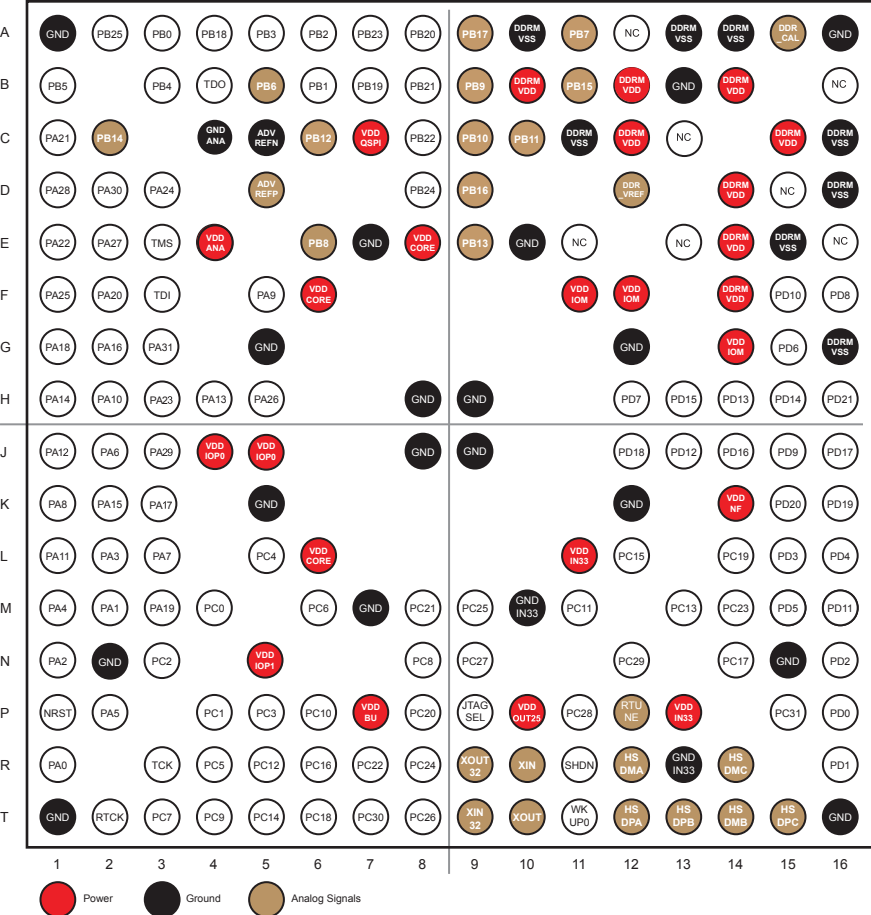 A GND PB25 PB0 PB18 PB3 PB2 PB23 PB20 PB17 DDRM VSS PB7 NC DDRM VSS DDRM VSS DDR _CAL GND
B PB5 PB4 TDO PB6 PB1 PB19 PB21 PB9 DDRM VDD PB15 DDRM VDD GND DDRM VDD NC
C PA21 PB14 GND ANA ADV REFN PB12 VDD QSPI PB22 PB10 PB11 DDRM VSS DDRM VDD NC DDRM VDD DDRM VSS
D PA28 PA30 PA24 ADV REFP PB24 PB16 DDR _VREF DDRM VDD NC DDRM VSS
E PA22 PA27 TMS VDD ANA PB8 GND VDD CORE PB13 GND NC NC DDRM VDD DDRM VSS NC
F PA25 PA20 TDI PA9 VDD CORE VDD IOM VDD IOM DDRM VDD PD10 PD8
G PA18 PA16 PA31 GND GND VDD IOM PD6 DDRM VSS
H PA14 PA10 PA23 PA13 PA26 GND GND PD7 PD15 PD13 PD14 PD21
J PA12 PA6 PA29 VDD IOP0 VDD IOP0 GND GND PD18 PD12 PD16 PD9 PD17
K PA8 PA15 PA17 GND GND VDD NF PD20 PD19
L PA11 PA3 PA7 PC4 VDD CORE VDD IN33 PC15 PC19 PD3 PD4
M PA4 PA1 PA19 PC0 PC6 GND PC21 PC25 GND IN33 PC11 PC13 PC23 PD5 PD11
N PA2 GND PC2 VDD IOP1 PC8 PC27 PC29 PC17 GND PD2
P NRST PA5 PC1 PC3 PC10 VDD BU PC20 JTAG SEL VDD OUT25 PC28 RTU NE VDD IN33 PC31 PD0
R PA0 TCK PC5 PC12 PC16 PC22 PC24 XOUT 32 XIN SHDN HS DMA GND IN33 HS DMC PD1
T GND RTCK PC7 PC9 PC14 PC18 PC30 PC26 XIN 32 XOUT WK UP0 HS DPA HS DPB HS DMB HS DPC GND
1 2 3 4 5 6 7 8 9 10 11 12 13 14 15 16
Power Ground Analog Signals